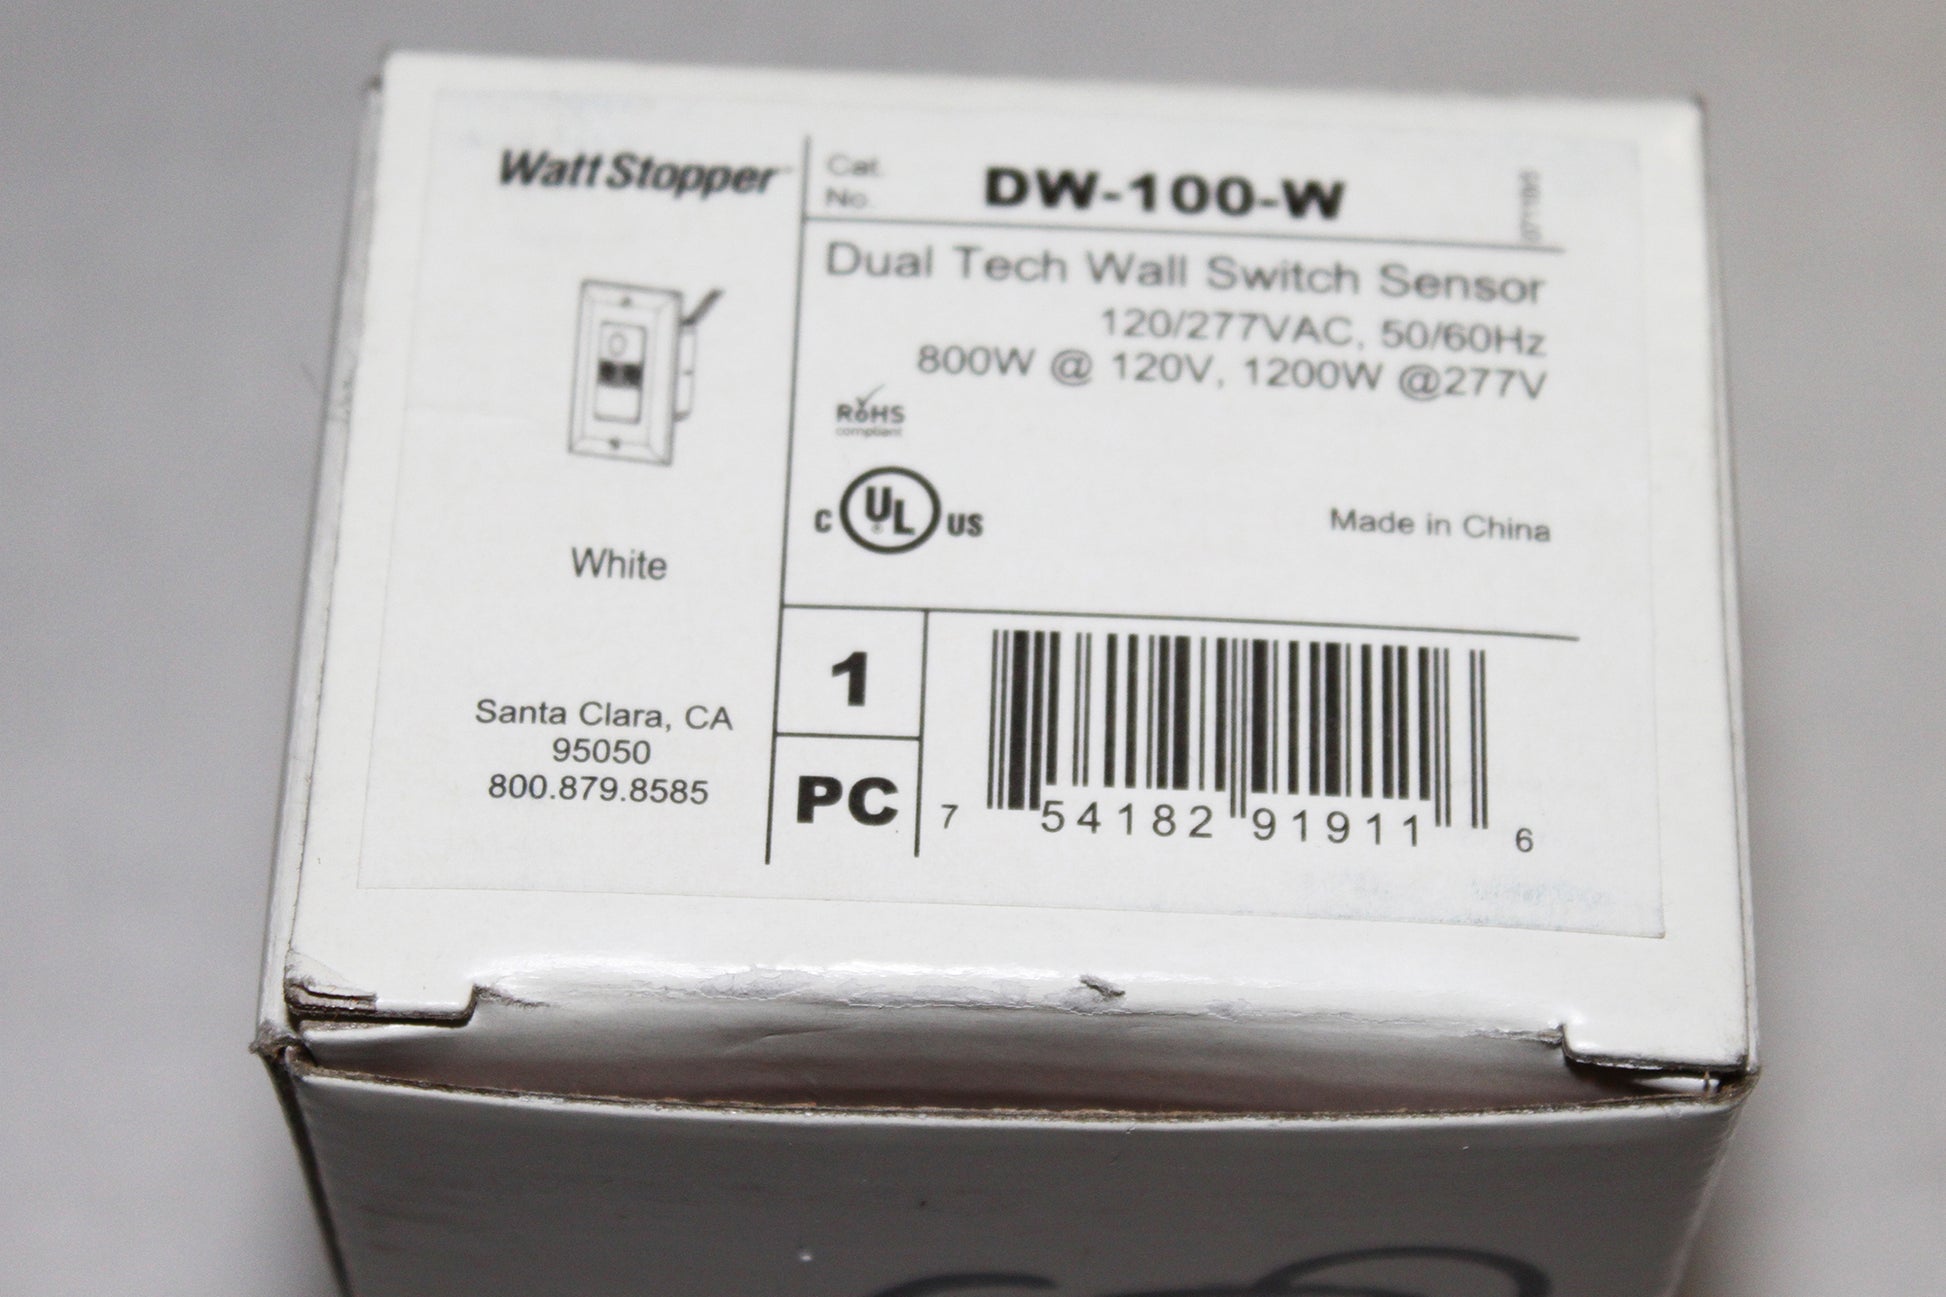 WattStopper
Cat.
No.
DW-100-W
Dual Tech Wall Switch Sensor
120/277VAC, 50/60Hz
800W @ 120V, 1200W @277V
RoHS
compliant
C UL US
Made in China
White
Santa Clara, CA
95050
800.879.8585
1
PC
7 54182 91911 6